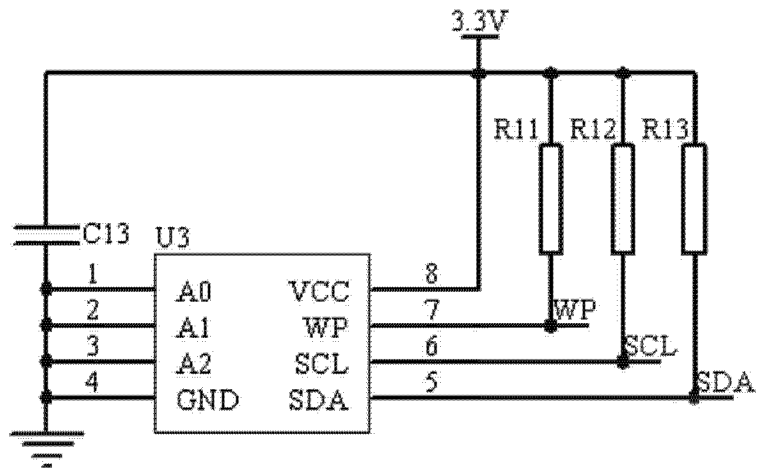 3.3V
R11 R12 R13
C13
U3
1 A0 VCC 8
2 A1 WP 7 WP
3 A2 SCL 6 SCL
4 GND SDA 5 SDA